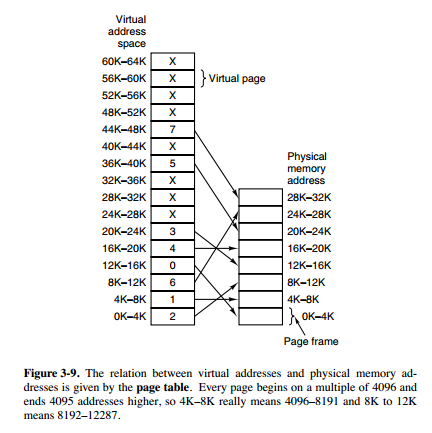 Virtual
address
space
60K–64K X
56K–60K X Virtual page
52K–56K X
48K–52K X
44K–48K 7
40K–44K X
36K–40K 5
32K–36K X
28K–32K X
24K–28K X
20K–24K 3
16K–20K 4
12K–16K 0
8K–12K 6
4K–8K 1
0K–4K 2
Physical
memory
address
28K–32K
24K–28K
20K–24K
16K–20K
12K–16K
8K–12K
4K–8K
0K–4K
Page frame
Figure 3-9. The relation between virtual addresses and physical memory ad-
dresses is given by the page table. Every page begins on a multiple of 4096 and
ends 4095 addresses higher, so 4K–8K really means 4096–8191 and 8K to 12K
means 8192–12287.